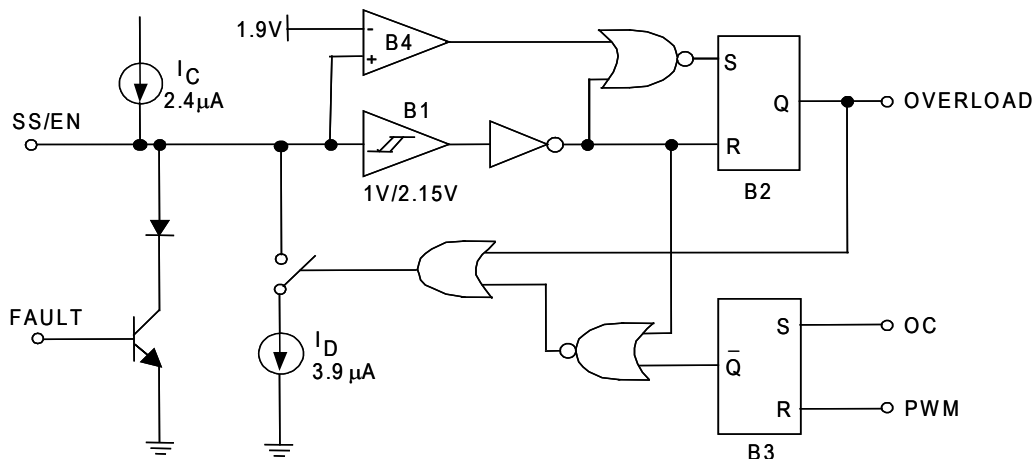 1.9V
-
+
B4
I C
2.4µA
SS/EN
B1
1V/2.15V
S
Q
R
B2
OVERLOAD
FAULT
I D
3.9 µA
S
Q̅
R
B3
OC
PWM